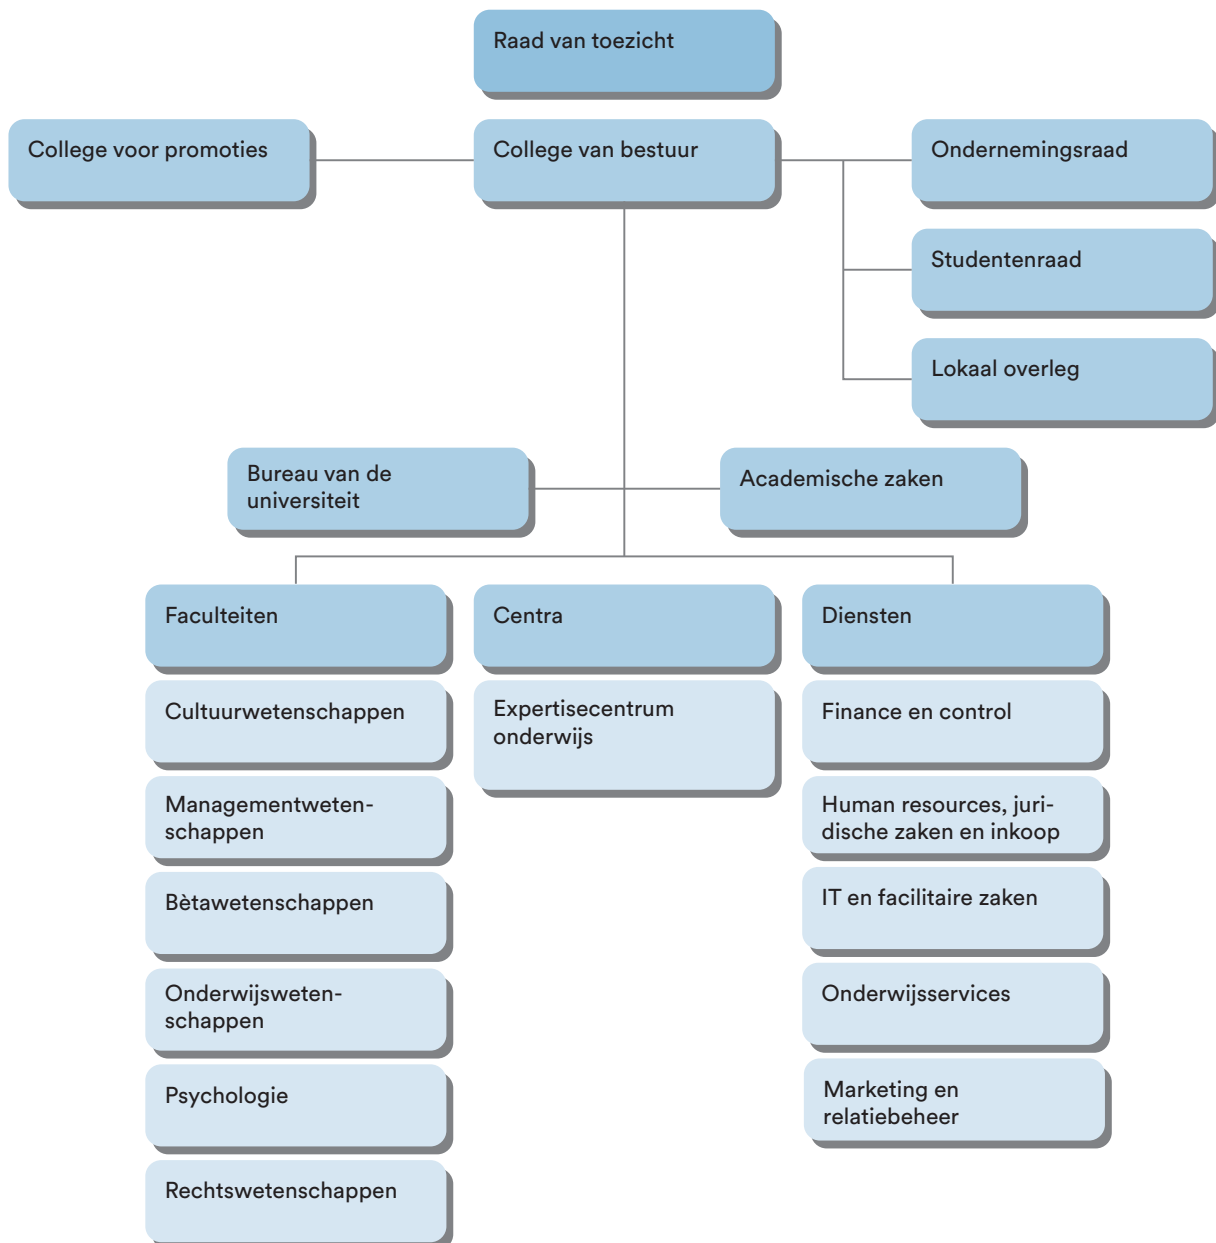 Raad van toezicht
College voor promoties
College van bestuur
Ondernemingsraad
Studentenraad
Lokaal overleg
Bureau van de
universiteit
Academische zaken
Faculteiten
Cultuurwetenschappen
Managementweten-
schappen
Bètawetenschappen
Onderwijsweten-
schappen
Psychologie
Rechtswetenschappen
Centra
Expertisecentrum
onderwijs
Diensten
Finance en control
Human resources, juri-
dische zaken en inkoop
IT en facilitaire zaken
Onderwijsservices
Marketing en
relatiebeheer